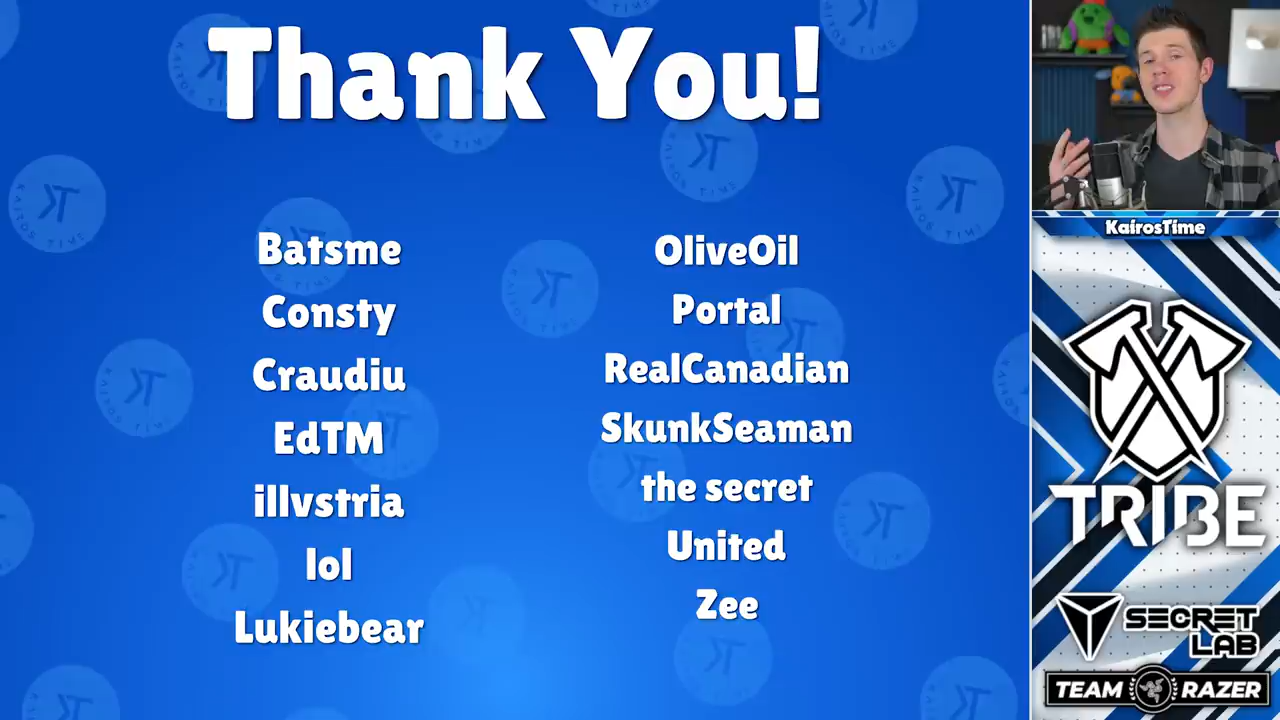 Thank You!
Batsme
Consty
Craudiu
EdTM
illvstria
lol
Lukiebear
OliveOil
Portal
RealCanadian
SkunkSeaman
the secret
United
Zee
KairosTime
TRIBE
SECRET
LAB
TEAM RAZER